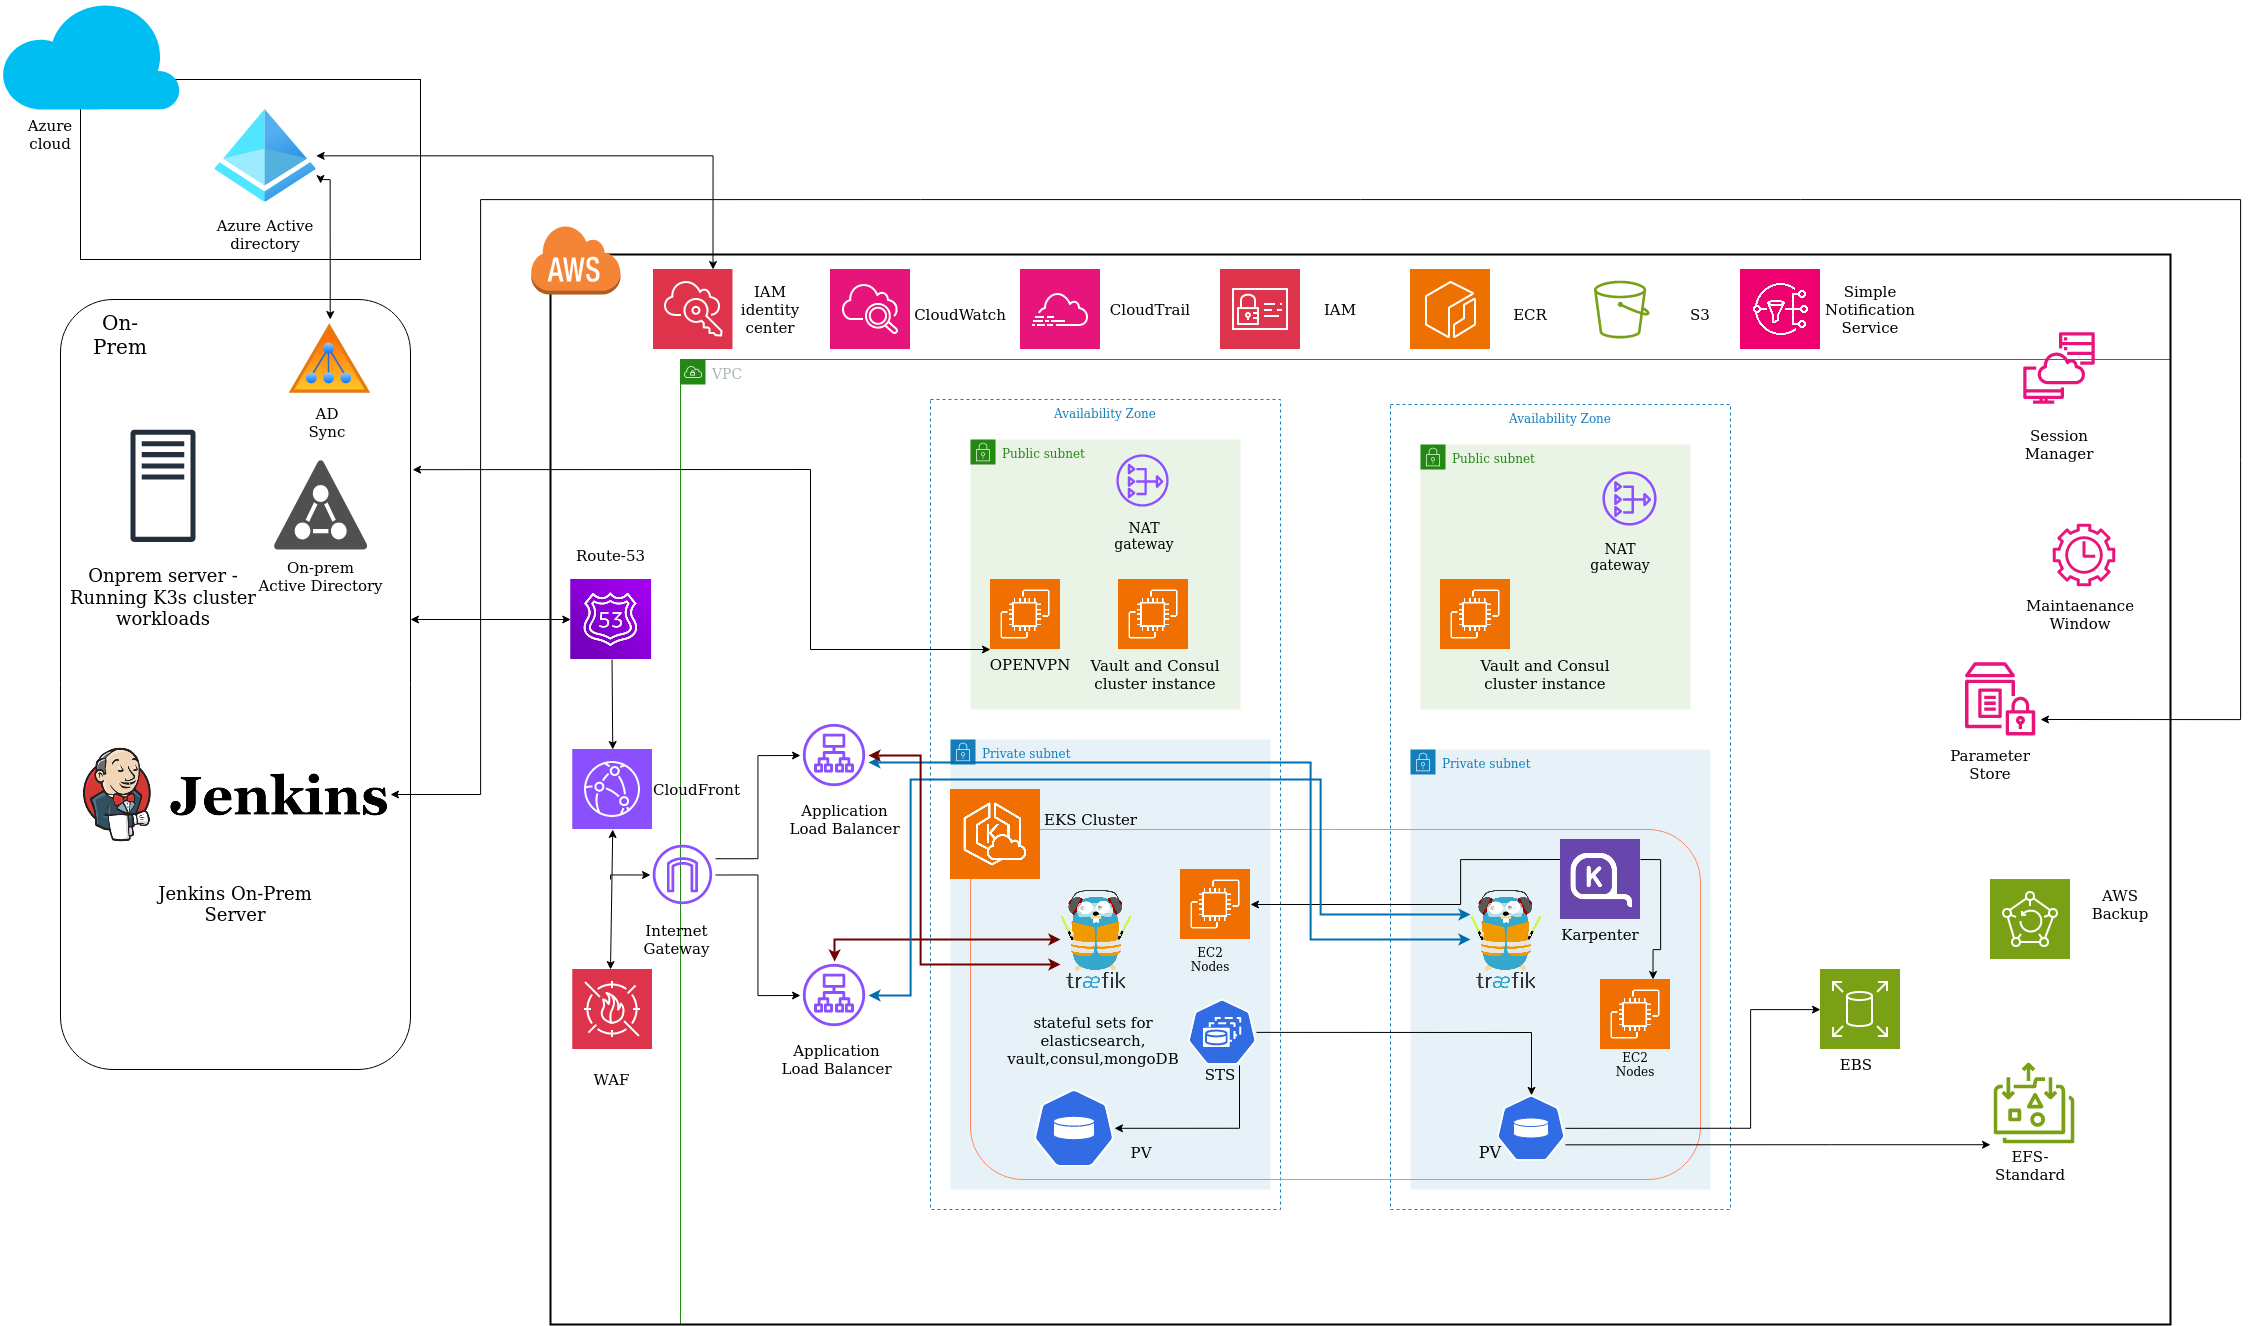 Azure
cloud
Azure Active
directory
On-
Prem
AD
Sync
Onprem server -
Running K3s cluster
workloads
On-prem
Active Directory
Jenkins
Jenkins On-Prem
Server
AWS
IAM
identity
center
CloudWatch
CloudTrail
IAM
ECR
S3
Simple
Notification
Service
VPC
Session
Manager
Maintaenance
Window
Parameter
Store
AWS
Backup
EBS
EFS-
Standard
Route-53
53
CloudFront
Internet
Gateway
WAF
Application
Load Balancer
Application
Load Balancer
Availability Zone
Public subnet
NAT
gateway
OPENVPN
Vault and Consul
cluster instance
Private subnet
K
EKS Cluster
træfik
EC2
Nodes
stateful sets for
elasticsearch,
vault,consul,mongoDB
STS
PV
Availability Zone
Public subnet
NAT
gateway
Vault and Consul
cluster instance
Private subnet
K
Karpenter
træfik
EC2
Nodes
PV